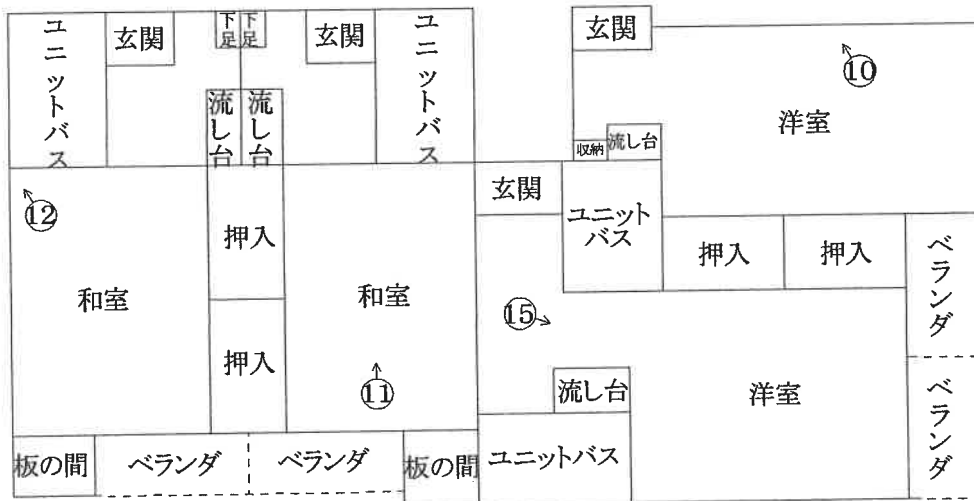 ユニットバス
玄関
下足
下足
玄関
ユニットバス
玄関
⑩
洋室
流し台
流し台
収納
流し台
⑫
押入
和室
押入
和室
⑪
玄関
ユニット
バス
押入
押入
ベランダ
⑮
流し台
洋室
ベランダ
板の間
ベランダ
ベランダ
板の間
ユニットバス